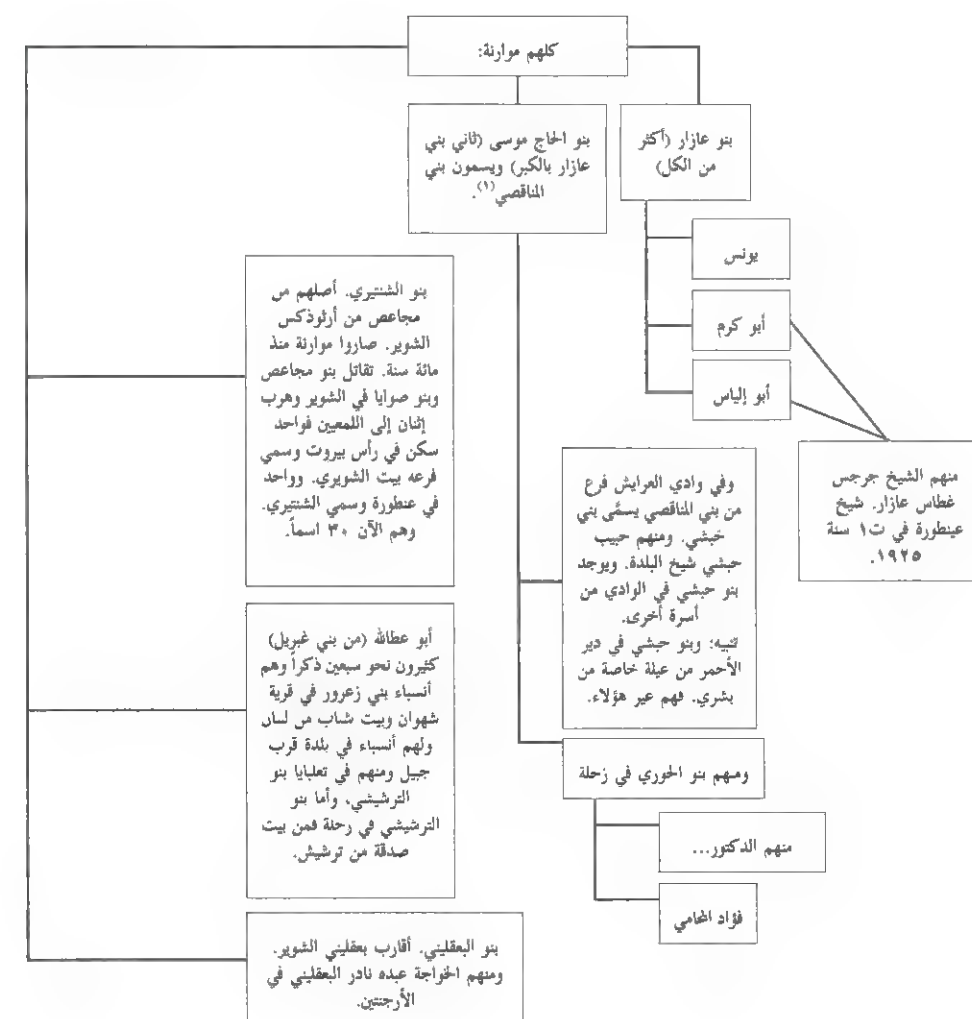 كلهم موارنة:
بنو عازار (أكثر
من الكل)
يونس
أبو كرم
أبو إلياس
منهم الشيخ جرجس
غطاس عازار. شيخ
عينطورة في ت١ سنة
١٩٢٥.
بنو الحاج موسى (ثاني بني
عازار بالكبر) ويسمون بني
المناقصي(١).
وفي وادي العرايش فرع
من بني المناقصي يسمَّى بني
خبشي. ومنهم حبيب
حبشي شيخ البلدة. ويوجد
بنو حبشي في الوادي من
أسرة أخرى.
تنبيه: وبنو حبشي في دير
الأحمر من عيلة خاصة من
بشري. فهم عير هؤلاء.
ومنهم بنو الخوري في زحلة
منهم الدكتور...
فؤاد المحامي
بنو الشنتيري. أصلهم من
مجاعص من أرثوذكس
الشوير. صاروا موارنة منذ
مائة سنة. تقاتل بنو مجاعص
وبنو صوايا في الشوير وهرب
إثنان إلى اللمعين فواحد
سكن في رأس بيروت وسمي
فرعه بيت الشويري. وواحد
في عنطورة وسمي الشنتيري.
وهم الآن ٣٠ اسماً.
أبو عطالله (من بني غبريل)
كثيرون نحو سبعين ذكراً وهم
أنسباء بني زعرور في قرية
شهوان وبيت شاب من لسان
ولهم أنسباء في بلدة قرب
جبيل ومنهم في تعلبايا بنو
الترشيشي، وأما بنو
الترشيشي في رحلة فمن بيت
صدقة من ترشيش.
بنو البعقليني. أقارب بعقليني الشوير.
ومنهم الخواجة عبده نادر البعقليني في
الأرجنتين.